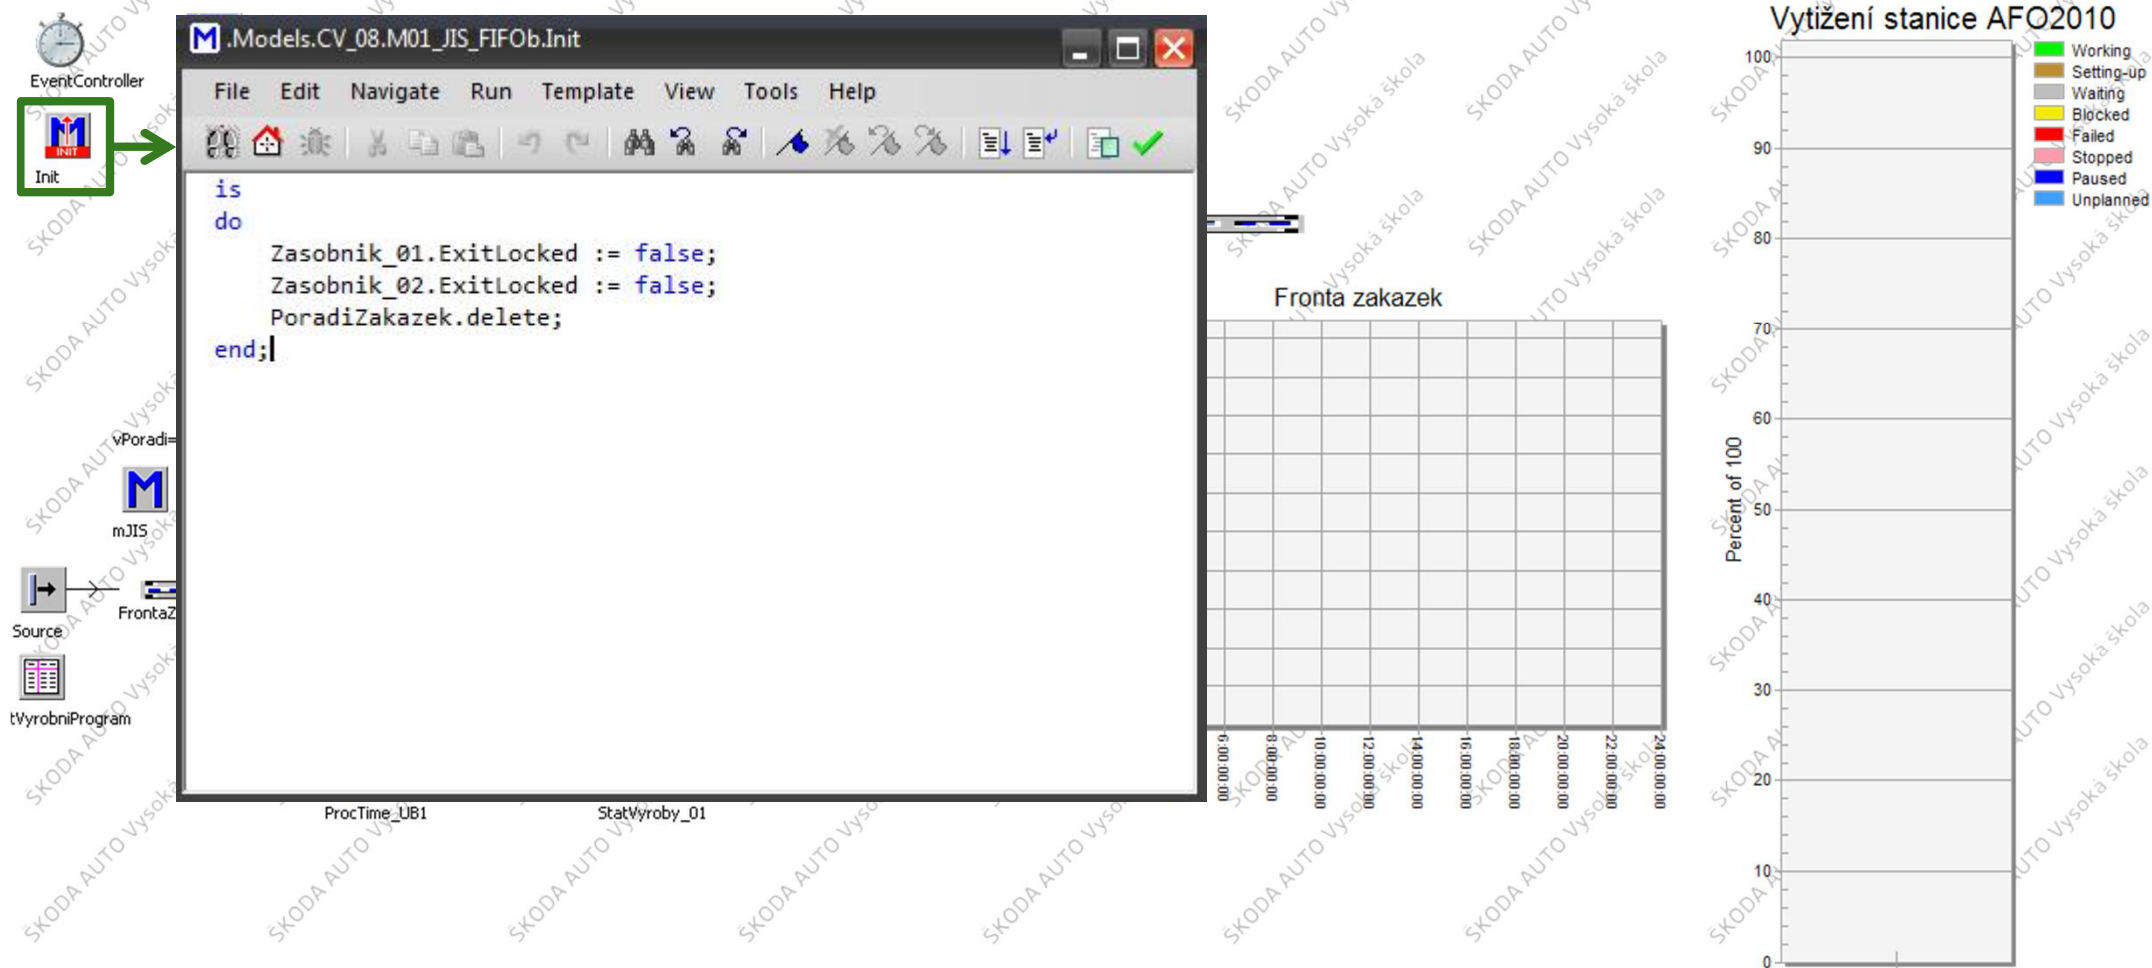 EventController
Init
.Models.CV_08.M01_JIS_FIFOb.Init
File Edit Navigate Run Template View Tools Help
is
do
Zasobnik_01.ExitLocked := false;
Zasobnik_02.ExitLocked := false;
PoradiZakazek.delete;
end;
vPoradi=
mJIS
Source
FrontaZ
tVyrobniProgram
ProcTime_UB1
StatVyroby_01
Fronta zakazek
6:00:00:00
8:00:00:00
10:00:00:00
12:00:00:00
14:00:00:00
16:00:00:00
18:00:00:00
20:00:00:00
22:00:00:00
24:00:00:00
Vytižení stanice AFO2010
Working
Setting-up
Waiting
Blocked
Failed
Stopped
Paused
Unplanned
Percent of 100
100
90
80
70
60
50
40
30
20
10
0
ŠKODA AUTO Vysoká škola